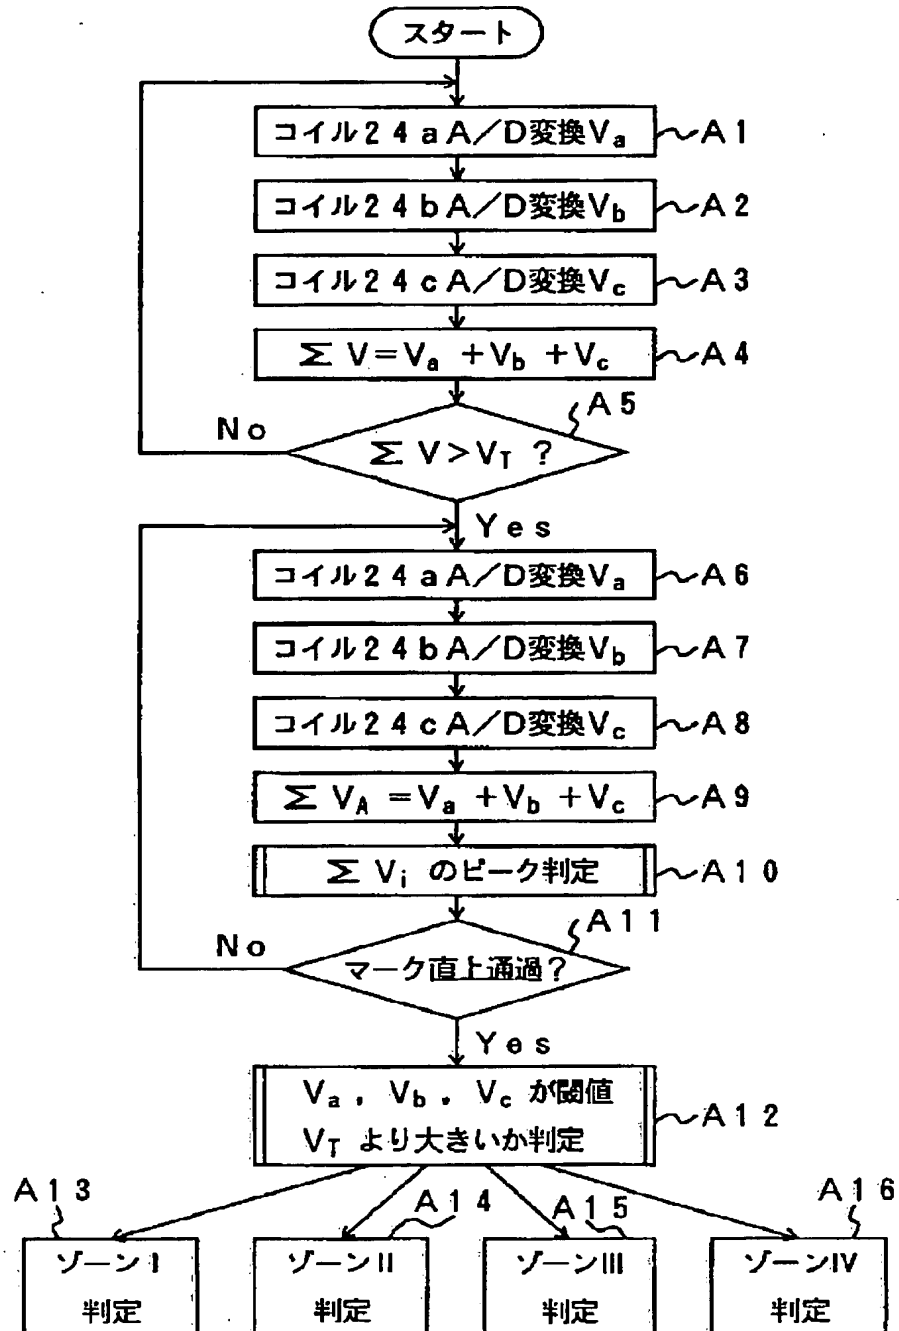 スタート
コイル24aA/D変換Va
A1
コイル24bA/D変換Vb
A2
コイル24cA/D変換Vc
A3
Σ V=Va +Vb +Vc
A4
A5
No
Σ V>VT ?
Yes
コイル24aA/D変換Va
A6
コイル24bA/D変換Vb
A7
コイル24cA/D変換Vc
A8
Σ VA =Va +Vb +Vc
A9
Σ Vi のピーク判定
A10
A11
No
マーク直上通過?
Yes
Va, Vb, Vc が閾値
VT より大きいか判定
A12
A13
A14
A15
A16
ゾーンI
判定
ゾーンII
判定
ゾーンIII
判定
ゾーンIV
判定